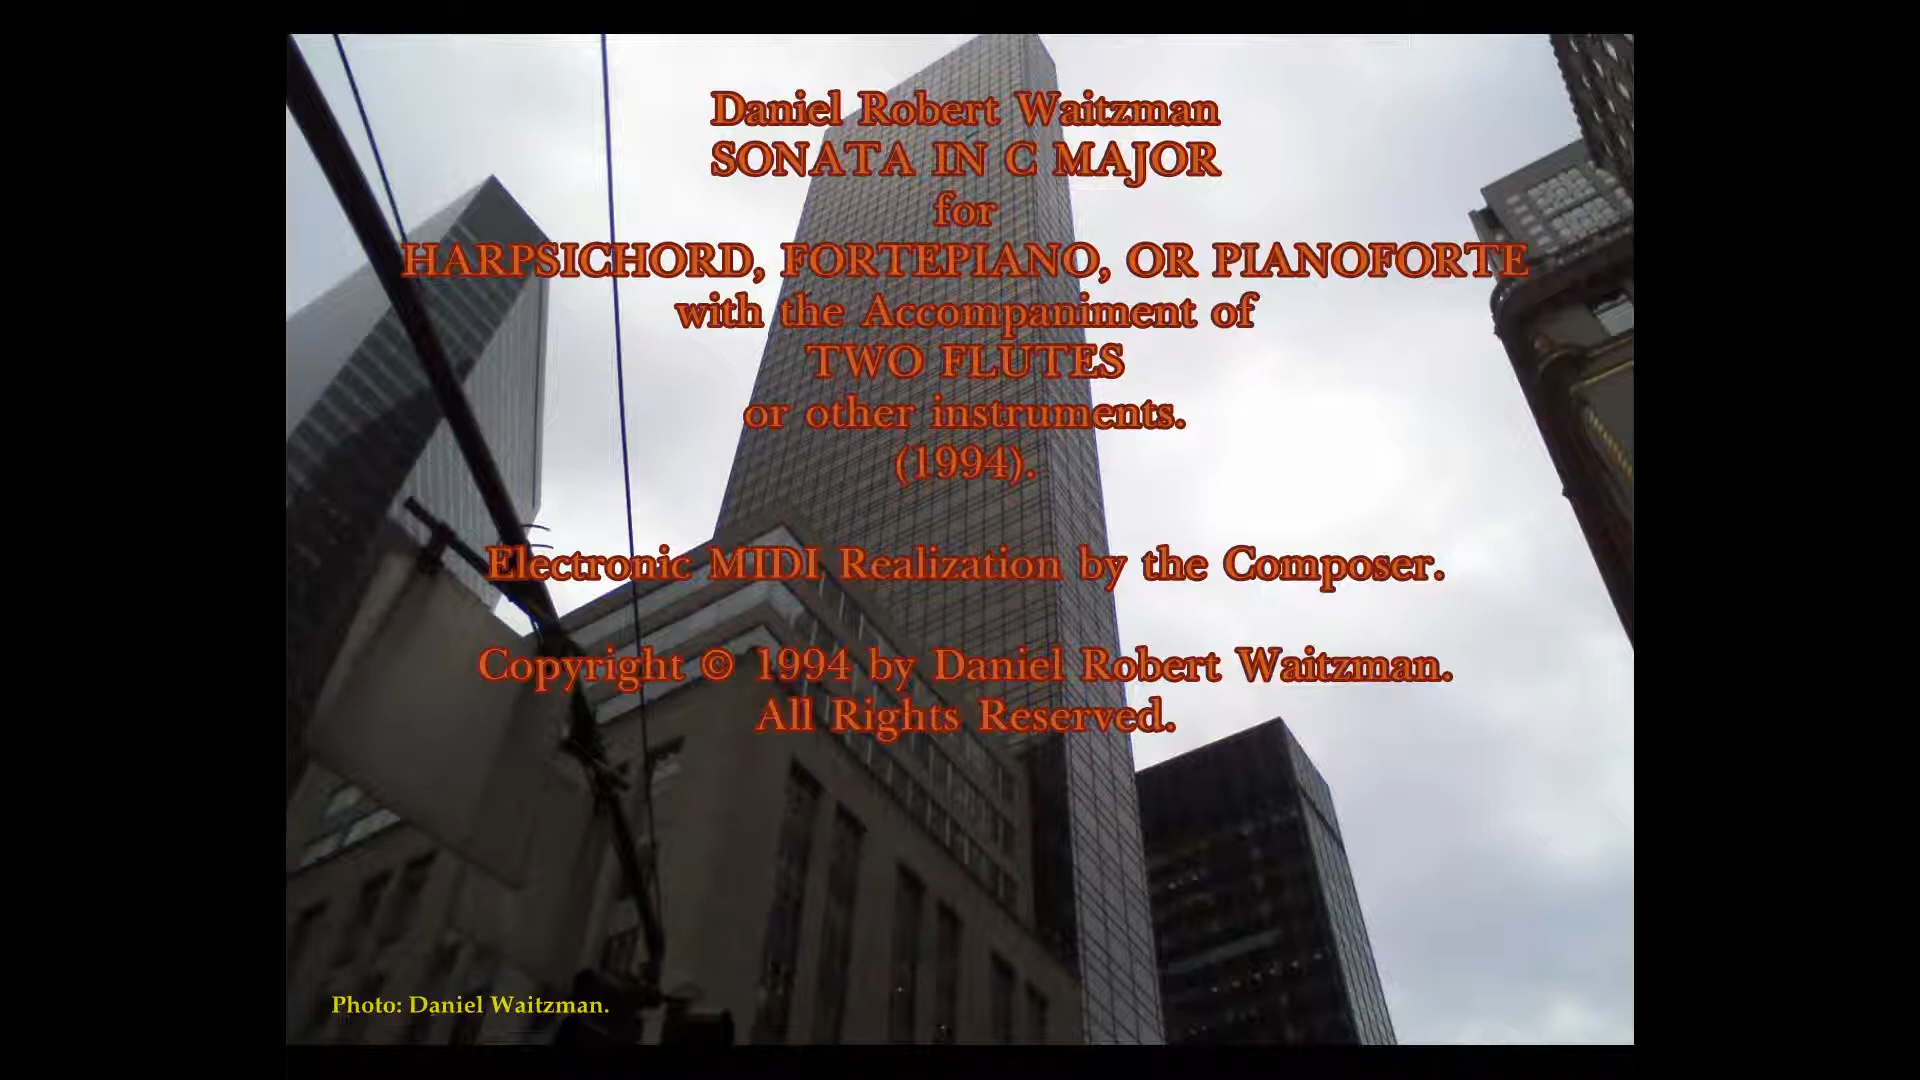 Daniel Robert Waitzman
SONATA IN C MAJOR
for
HARPSICHORD, FORTEPIANO, OR PIANOFORTE
with the Accompaniment of
TWO FLUTES
or other instruments.
(1994).
Electronic MIDI Realization by the Composer.
Copyright © 1994 by Daniel Robert Waitzman.
All Rights Reserved.
Photo: Daniel Waitzman.